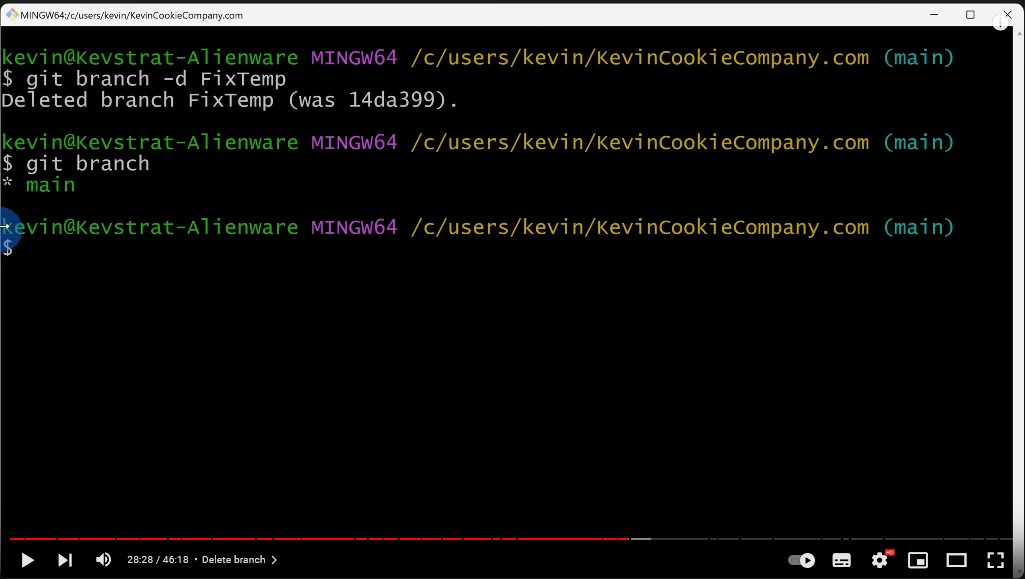 MINGW64:/c/users/kevin/KevinCookieCompany.com
kevin@Kevstrat-Alienware MINGW64 /c/users/kevin/KevinCookieCompany.com (main)
$ git branch -d FixTemp
Deleted branch FixTemp (was 14da399).
kevin@Kevstrat-Alienware MINGW64 /c/users/kevin/KevinCookieCompany.com (main)
$ git branch
* main
kevin@Kevstrat-Alienware MINGW64 /c/users/kevin/KevinCookieCompany.com (main)
$
28:28 / 46:18 • Delete branch >
HD